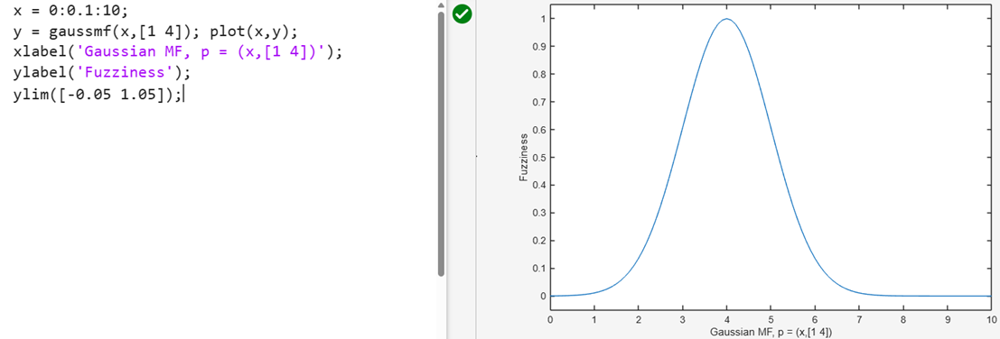 x = 0:0.1:10;
y = gaussmf(x,[1 4]); plot(x,y);
xlabel('Gaussian MF, p = (x,[1 4])');
ylabel('Fuzziness');
ylim([-0.05 1.05]);
1
0.9
0.8
0.7
0.6
0.5
0.4
0.3
0.2
0.1
0
Fuzziness
0 1 2 3 4 5 6 7 8 9 10
Gaussian MF, p = (x,[1 4])